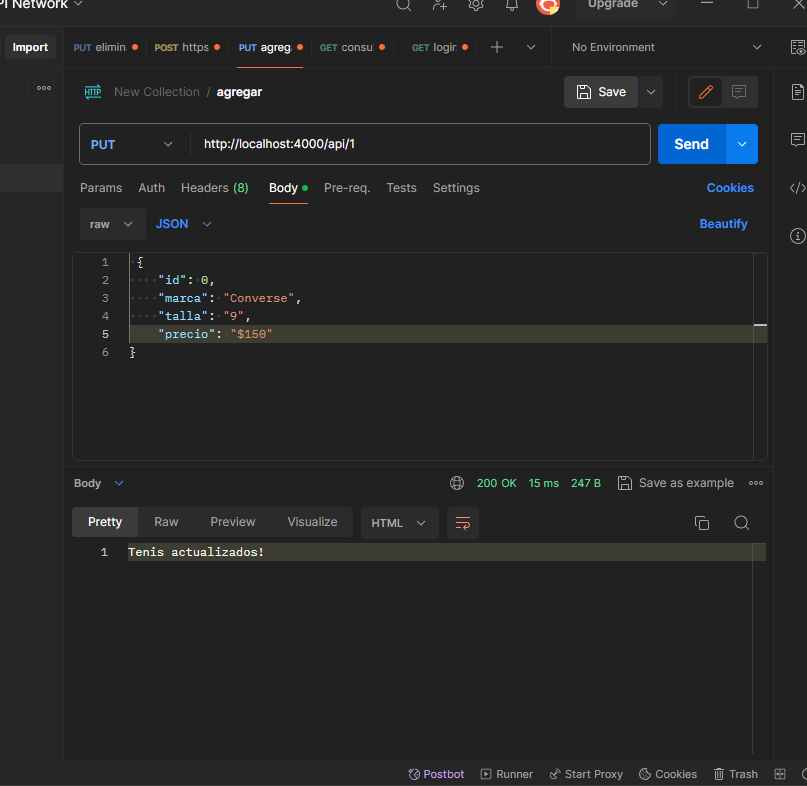 Network
Upgrade
Import
PUT elimin.
POST https
PUT agreg.
GET consul
GET login
No Environment
HTTP New Collection / agregar
Save
PUT
http://localhost:4000/api/1
Send
Params Auth Headers (8) Body Pre-req. Tests Settings
Cookies
raw JSON
Beautify
1 {
2 "id": 0,
3 "marca": "Converse",
4 "talla": "9",
5 "precio": "$150"
6 }
Body
200 OK 15 ms 247 B Save as example
Pretty Raw Preview Visualize HTML
1 Tenis actualizados!
Postbot Runner Start Proxy Cookies Trash